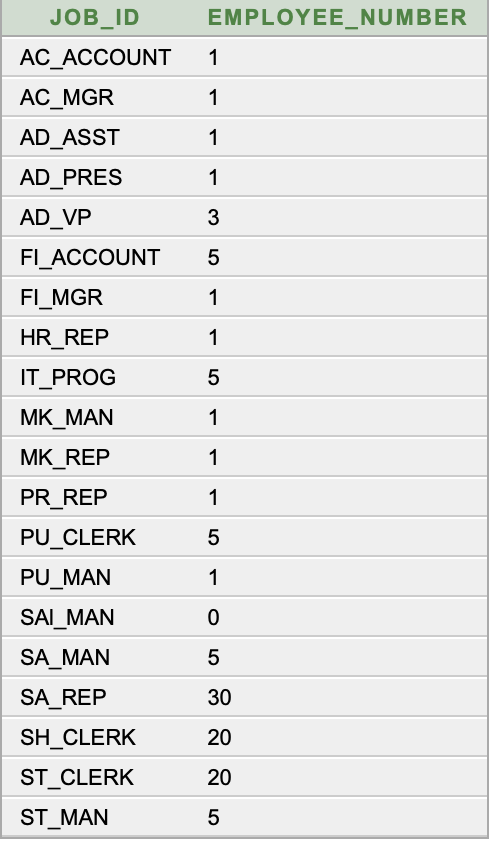 JOB_ID EMPLOYEE_NUMBER
AC_ACCOUNT 1
AC_MGR 1
AD_ASST 1
AD_PRES 1
AD_VP 3
FI_ACCOUNT 5
FI_MGR 1
HR_REP 1
IT_PROG 5
MK_MAN 1
MK_REP 1
PR_REP 1
PU_CLERK 5
PU_MAN 1
SAl_MAN 0
SA_MAN 5
SA_REP 30
SH_CLERK 20
ST_CLERK 20
ST_MAN 5